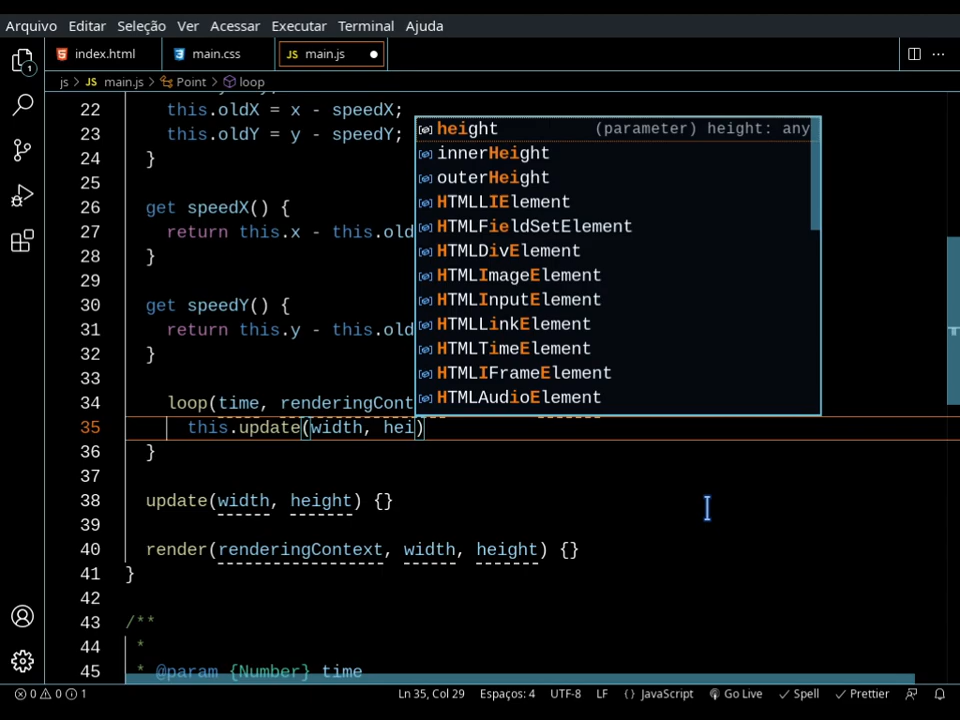 Arquivo Editar Seleção Ver Acessar Executar Terminal Ajuda
index.html main.css JS main.js
js > JS main.js > Point > loop
22 this.oldX = x - speedX;
23 this.oldY = y - speedY;
24 }
25
26 get speedX() {
27 return this.x - this.old
28 }
29
30 get speedY() {
31 return this.y - this.old
32 }
33
34 loop(time, renderingCont
35 this.update(width, hei)
36 }
37
38 update(width, height) {}
39
40 render(renderingContext, width, height) {}
41 }
42
43 /**
44 *
45 * @param {Number} time
height (parameter) height: any
innerHeight
outerHeight
HTMLLIElement
HTMLFieldSetElement
HTMLDivElement
HTMLImageElement
HTMLInputElement
HTMLLinkElement
HTMLTimeElement
HTMLIFrameElement
HTMLAudioElement
1
0 0 1 Ln 35, Col 29 Espaços: 4 UTF-8 LF {} JavaScript Go Live Spell Prettier